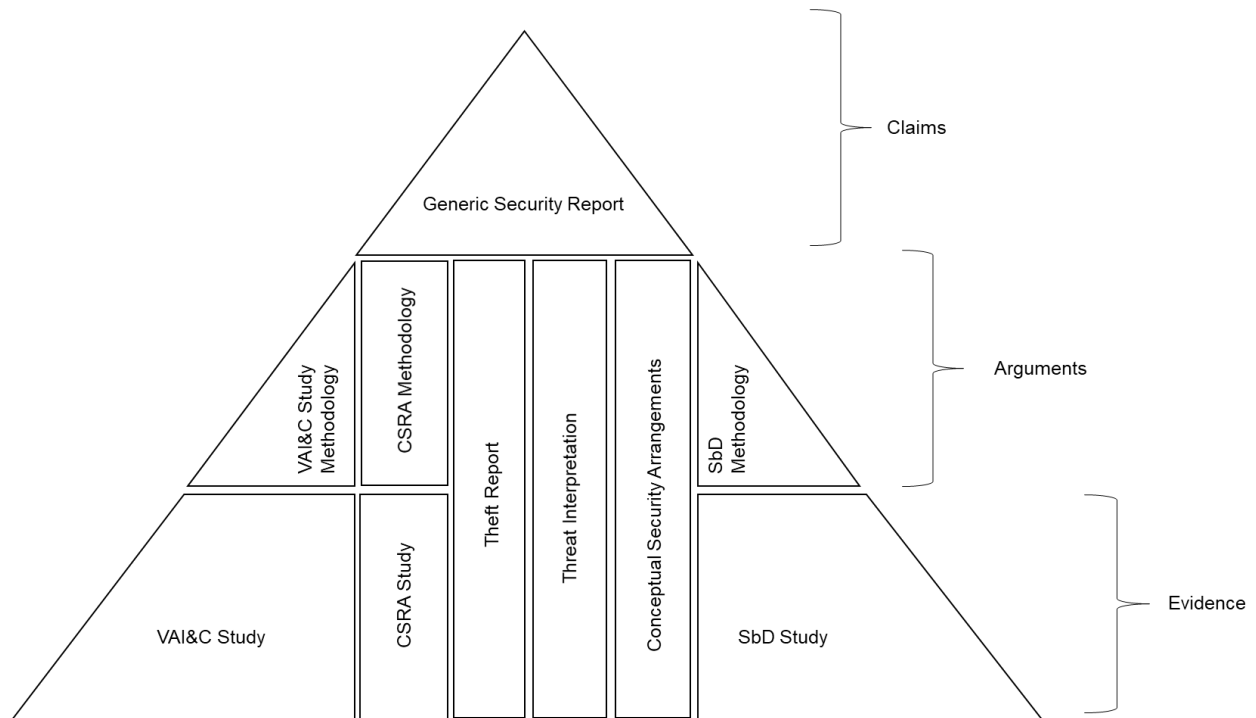 Claims
Generic Security Report
VAI&C Study
Methodology
CSRA Methodology
Theft Report
Threat Interpretation
Conceptual Security Arrangements
SbD
Methodology
Arguments
VAI&C Study
CSRA Study
SbD Study
Evidence